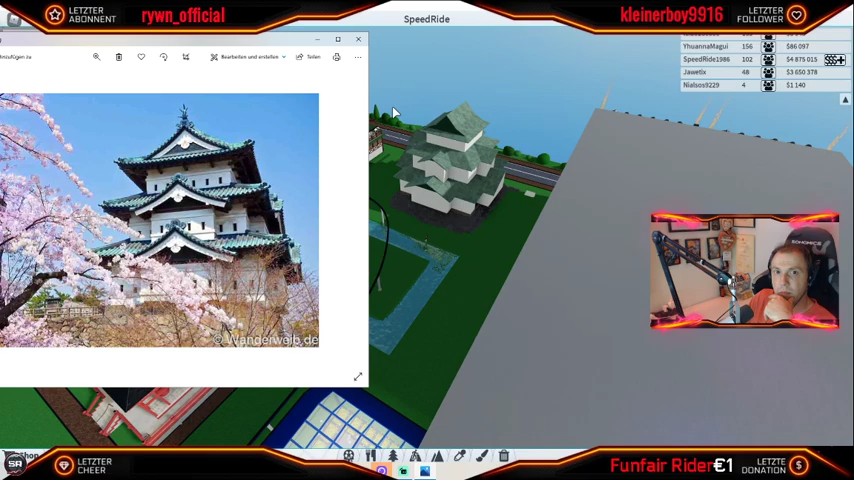 LETZTER
ABONNENT
rywn_official
SpeedRide
kleinerboy9916
LETZTER
FOLLOWER
Bearbeiten und erstellen
Teilen
YhuannaMagui 156 $86 097
SpeedRide1986 102 $4 875 015
Jawetix 48 $3 650 378
Nialsos9229 4 $1 140
© Wanderweib.de
Shop
SR
LETZTER
CHEER
Funfair Rider€1
LETZTE
DONATION